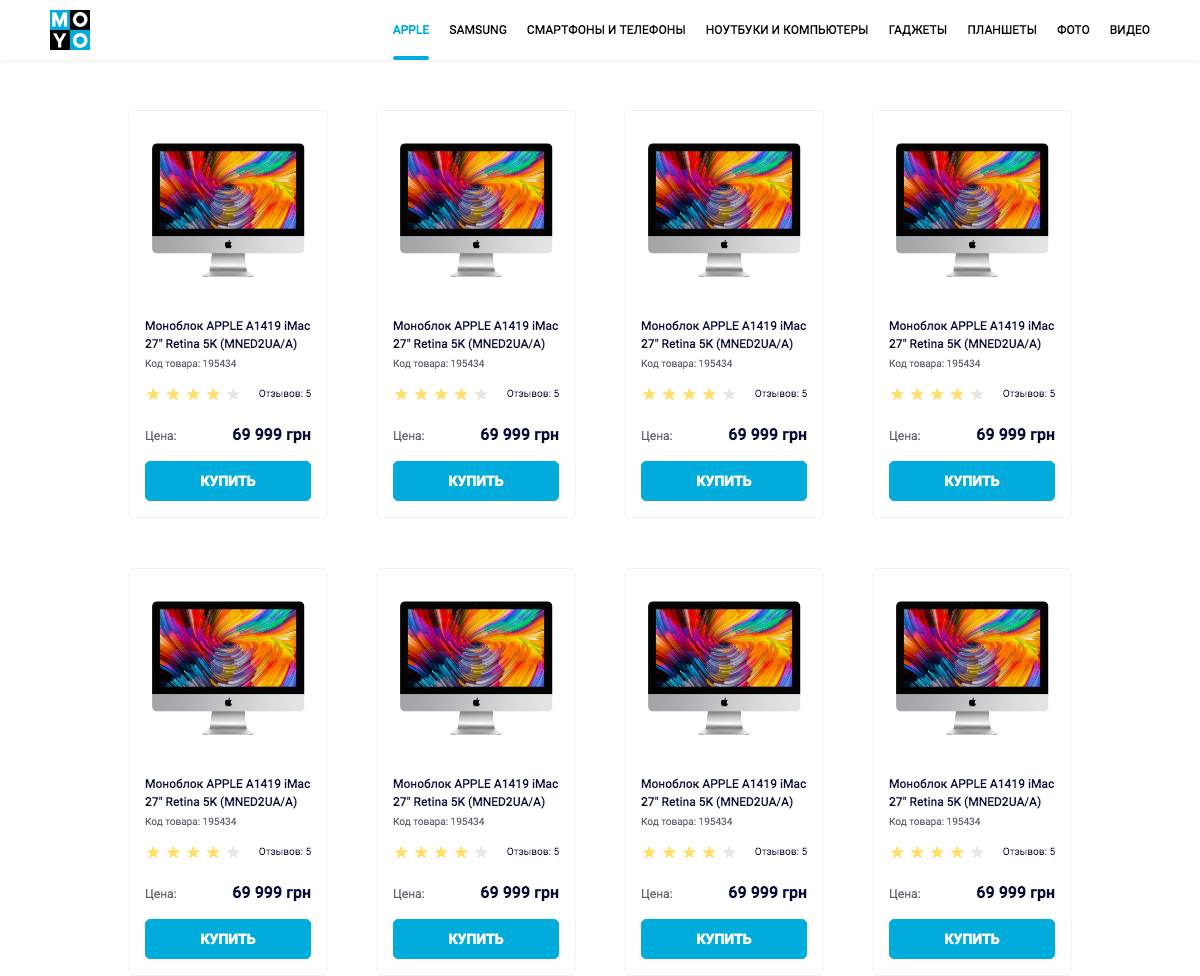 MO
YO
APPLE SAMSUNG СМАРТФОНЫ И ТЕЛЕФОНЫ НОУТБУКИ И КОМПЬЮТЕРЫ ГАДЖЕТЫ ПЛАНШЕТЫ ФОТО ВИДЕО
Моноблок APPLE A1419 iMac
27" Retina 5K (MNED2UA/A)
Код товара: 195434
Отзывов: 5
Цена: 69 999 грн
КУПИТЬ
Моноблок APPLE A1419 iMac
27" Retina 5K (MNED2UA/A)
Код товара: 195434
Отзывов: 5
Цена: 69 999 грн
КУПИТЬ
Моноблок APPLE A1419 iMac
27" Retina 5K (MNED2UA/A)
Код товара: 195434
Отзывов: 5
Цена: 69 999 грн
КУПИТЬ
Моноблок APPLE A1419 iMac
27" Retina 5K (MNED2UA/A)
Код товара: 195434
Отзывов: 5
Цена: 69 999 грн
КУПИТЬ
Моноблок APPLE A1419 iMac
27" Retina 5K (MNED2UA/A)
Код товара: 195434
Отзывов: 5
Цена: 69 999 грн
КУПИТЬ
Моноблок APPLE A1419 iMac
27" Retina 5K (MNED2UA/A)
Код товара: 195434
Отзывов: 5
Цена: 69 999 грн
КУПИТЬ
Моноблок APPLE A1419 iMac
27" Retina 5K (MNED2UA/A)
Код товара: 195434
Отзывов: 5
Цена: 69 999 грн
КУПИТЬ
Моноблок APPLE A1419 iMac
27" Retina 5K (MNED2UA/A)
Код товара: 195434
Отзывов: 5
Цена: 69 999 грн
КУПИТЬ